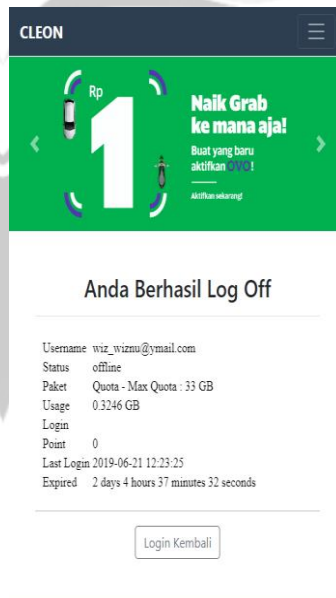 CLEON
Rp
1
Naik Grab
ke mana aja!
Buat yang baru
aktifkan OVO!
Aktifkan sekarang!
Anda Berhasil Log Off
Username wiz_wiznu@ymail.com
Status offline
Paket Quota - Max Quota : 33 GB
Usage 0.3246 GB
Login
Point 0
Last Login 2019-06-21 12:23:25
Expired 2 days 4 hours 37 minutes 32 seconds
Login Kembali